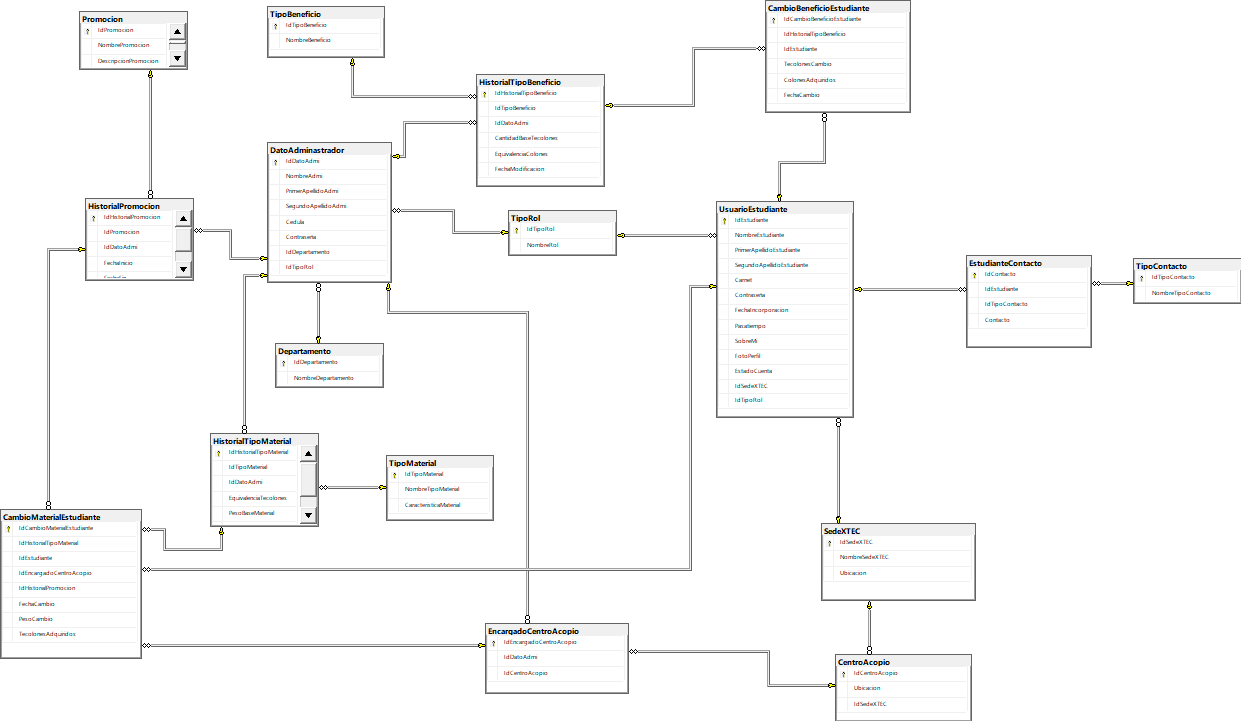 Promocion
IdPromocion
NombrePromocion
DescripcionPromocion
TipoBeneficio
IdTipoBeneficio
NombreBeneficio
CambioBeneficioEstudiante
IdCambioBeneficioEstudiante
IdHistorialTipoBeneficio
IdEstudiante
TecolonesCambio
ColonesAdquridos
FechaCambio
HistorialTipoBeneficio
IdHistorialTipoBeneficio
IdTipoBeneficio
IdDatoAdmi
CantidadBaseTecolones
EquivalenciaColones
FechaModificacion
DatoAdminastrador
IdDatoAdmi
NombreAdmi
PrimerApellidoAdmi
SegundoApellidoAdmi
Cedula
Contraseña
IdDepartamento
IdTipoRol
HistorialPromocion
IdHistorialPromocion
IdPromocion
IdDatoAdmi
FechaInicio
FechaFin
TipoRol
IdTipoRol
NombreRol
UsuarioEstudiante
IdEstudiante
NombreEstudiante
PrimerApellidoEstudiante
SegundoApellidoEstudiante
Carnet
Contraseña
FechaIncorporacion
Pasatiempo
SobreMi
FotoPerfil
EstadoCuenta
IdSedeXTEC
IdTipoRol
EstudianteContacto
IdContacto
IdEstudiante
IdTipoContacto
Contacto
TipoContacto
IdTipoContacto
NombreTipoContacto
Departamento
IdDepartamento
NombreDepartamento
HistorialTipoMaterial
IdHistorialTipoMaterial
IdTipoMaterial
IdDatoAdmi
EquivalenciaTecolones
PesoBaseMaterial
TipoMaterial
IdTipoMaterial
NombreTipoMaterial
CaracteristicaMaterial
CambioMaterialEstudiante
IdCambioMaterialEstudiante
IdHistorialTipoMaterial
IdEstudiante
IdEncargadoCentroAcopio
IdHistorialPromocion
FechaCambio
PesoCambio
TecolonesAdquridos
SedeXTEC
IdSedeXTEC
NombreSedeXTEC
Ubicacion
EncargadoCentroAcopio
IdEncargadoCentroAcopio
IdDatoAdmi
IdCentroAcopio
CentroAcopio
IdCentroAcopio
Ubicacion
IdSedeXTEC